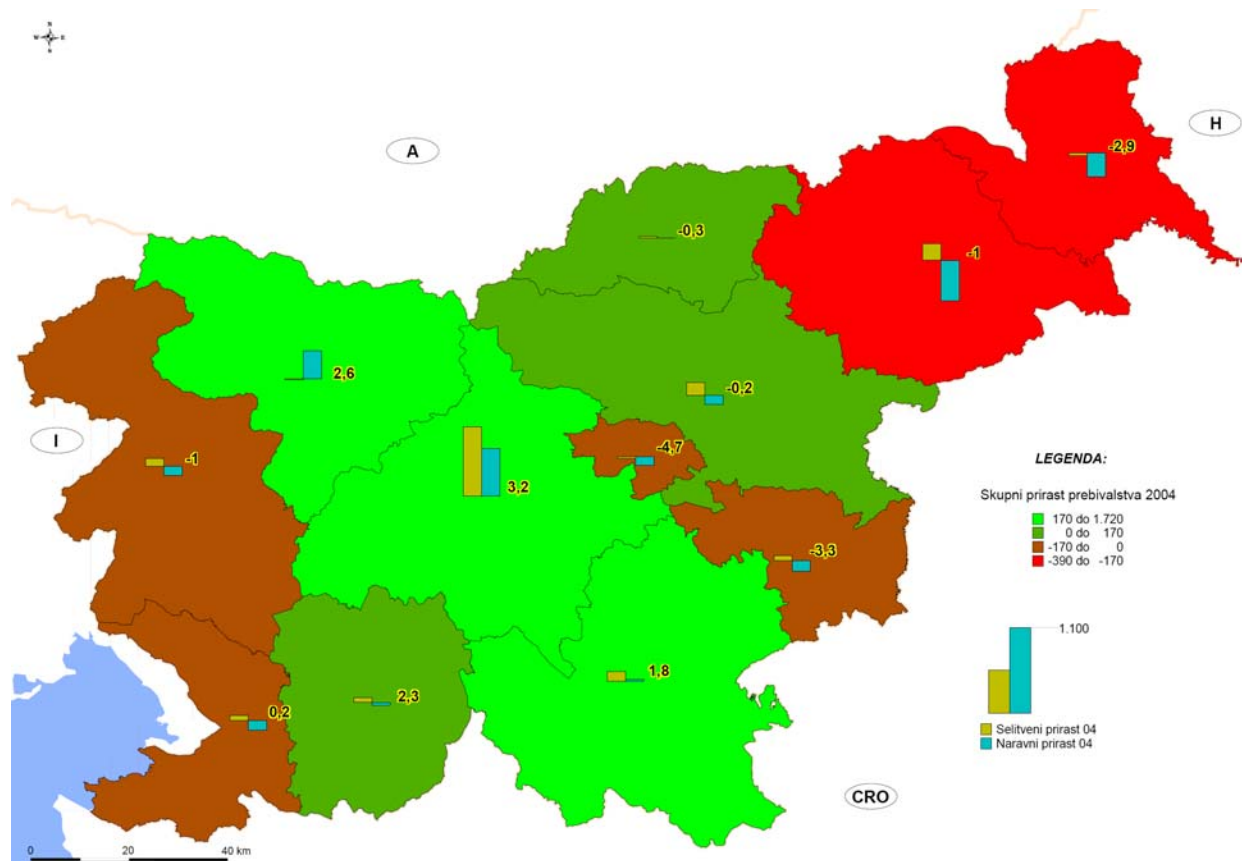 N
W E
S
A
H
-2,9
-0,3
-1
2,6
-0,2
I
-1
-4,7
3,2
-3,3
0,2
2,3
1,8
CRO
LEGENDA:
Skupni prirast prebivalstva 2004
170 do 1.720
0 do 170
-170 do 0
-390 do -170
1.100
Selitveni prirast 04
Naravni prirast 04
0 20 40 km